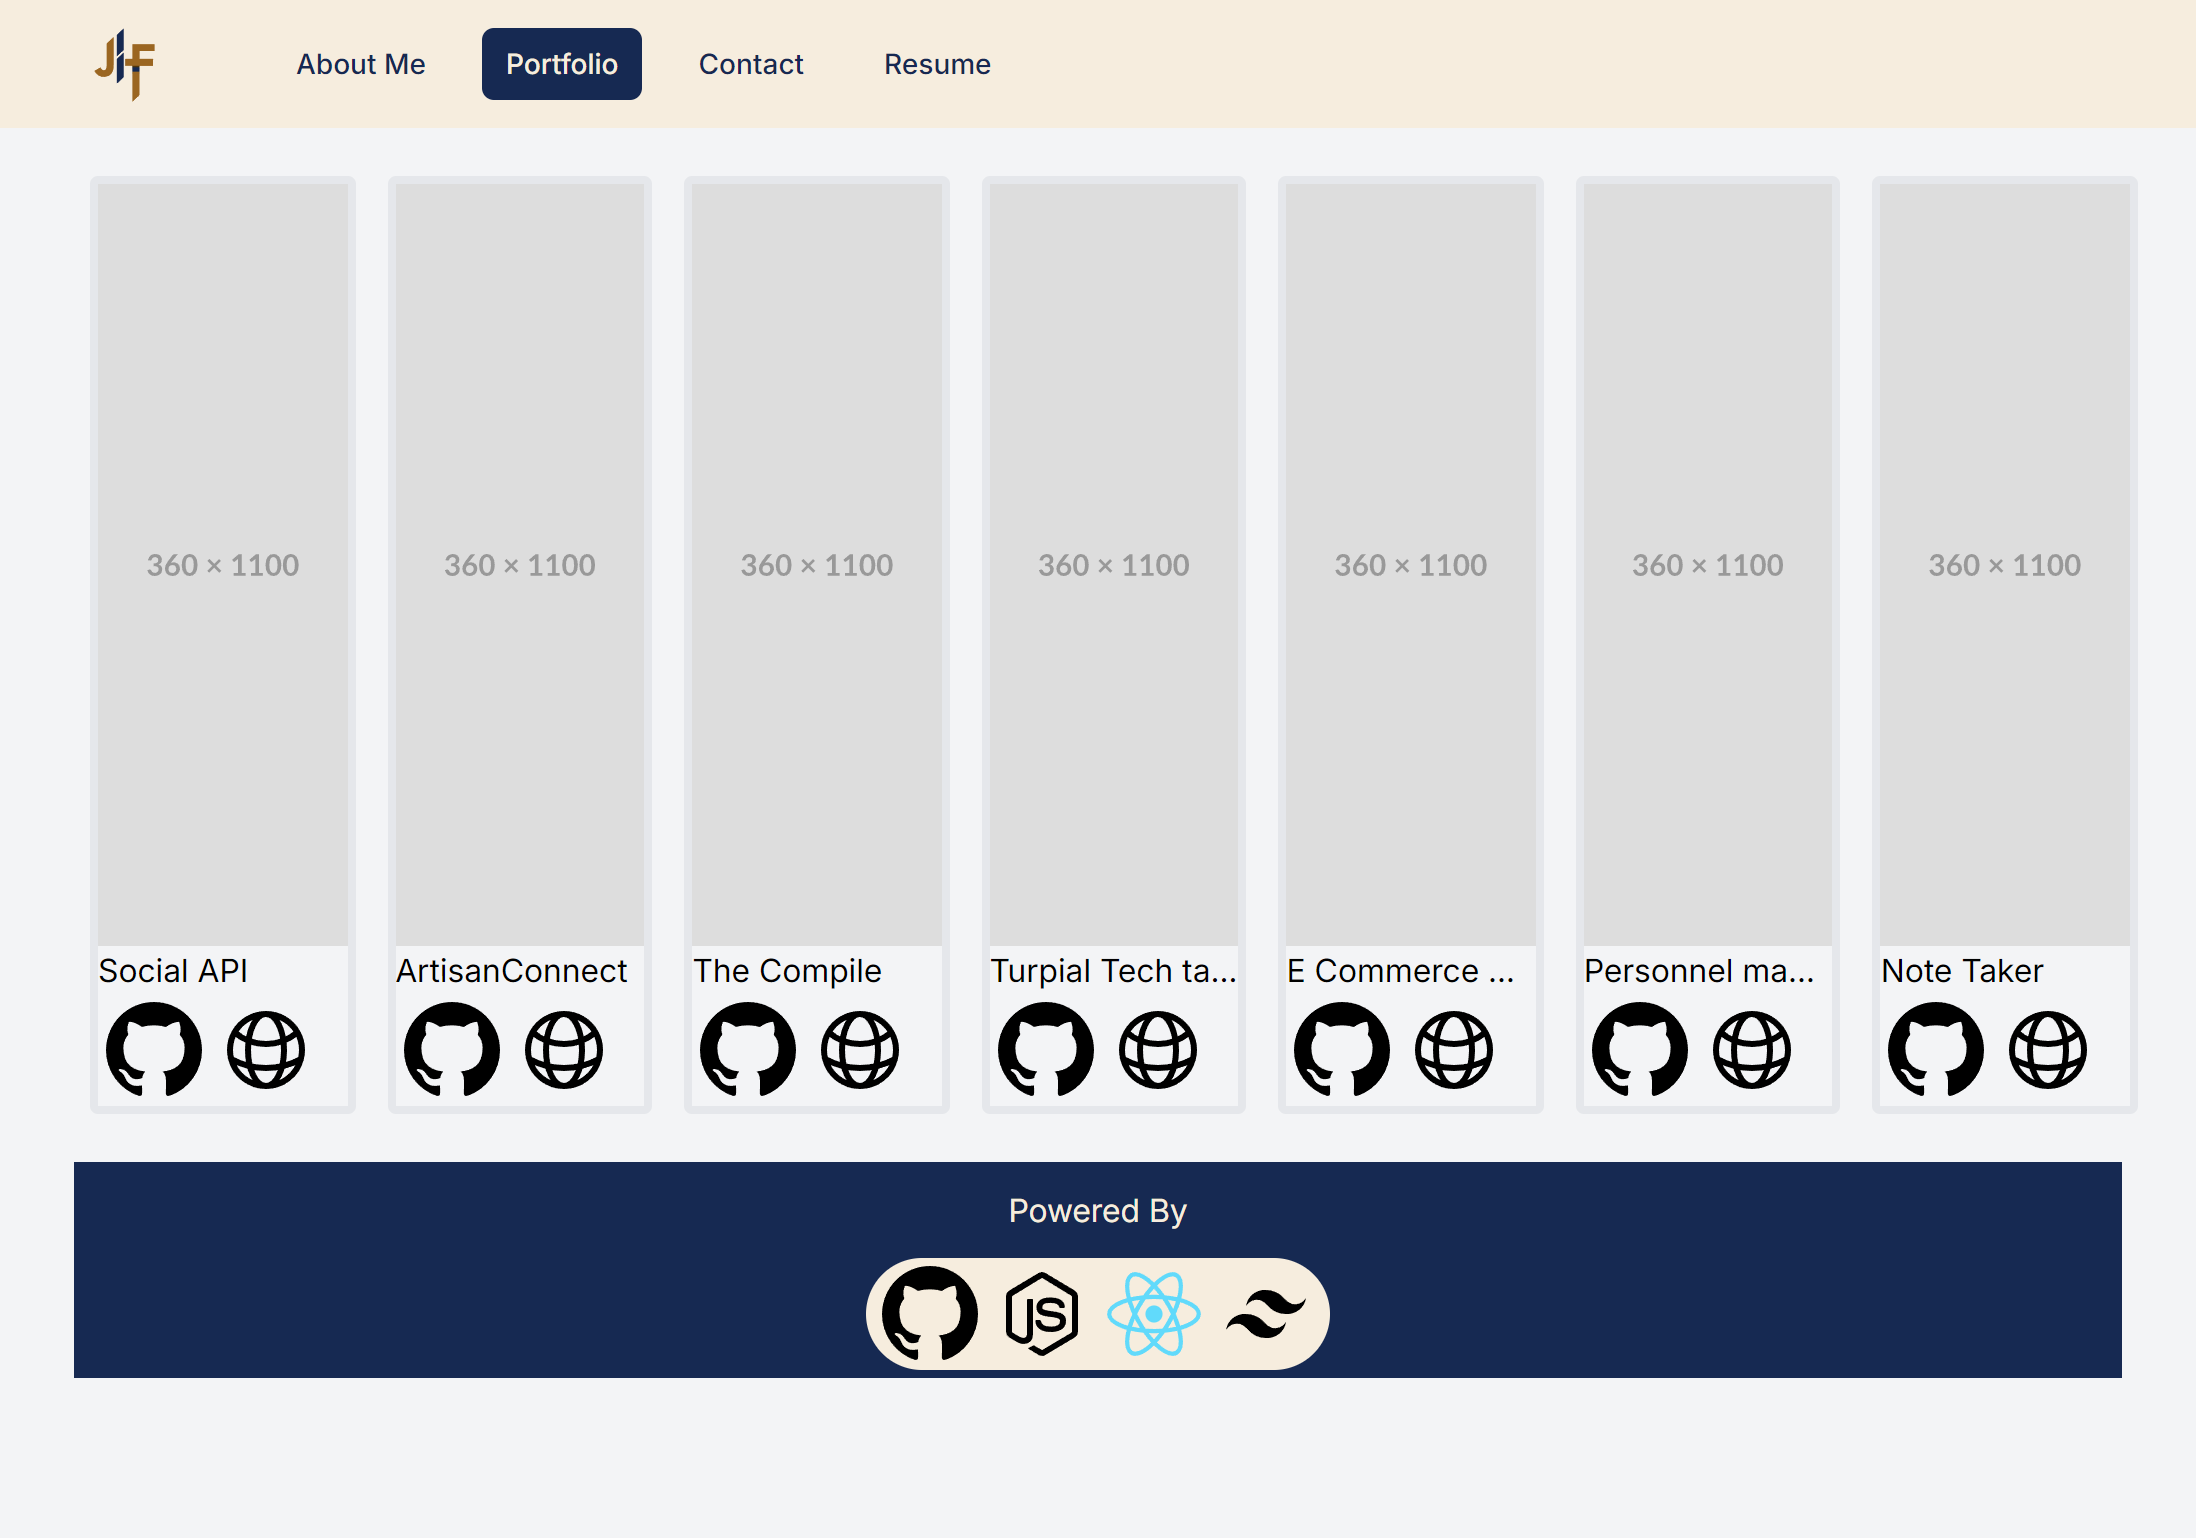 JHF
About Me Portfolio Contact Resume
360 × 1100 360 × 1100 360 × 1100 360 × 1100 360 × 1100 360 × 1100 360 × 1100
Social API ArtisanConnect The Compile Turpial Tech ta... E Commerce ... Personnel ma... Note Taker
Powered By
JS